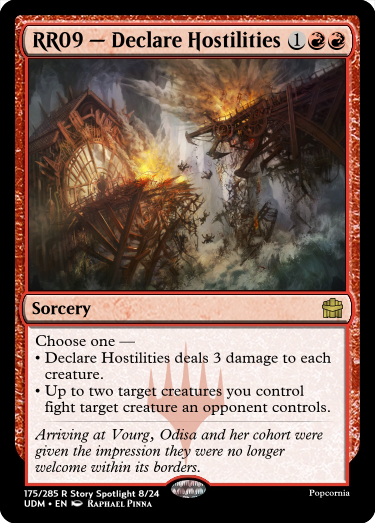 RR09 — Declare Hostilities 1
Sorcery
Choose one —
• Declare Hostilities deals 3 damage to each
creature.
• Up to two target creatures you control
fight target creature an opponent controls.
Arriving at Vourg, Odisa and her cohort were
given the impression they were no longer
welcome within its borders.
175/285 R Story Spotlight 8/24
Popcornia
UDM • EN Raphael Pinna